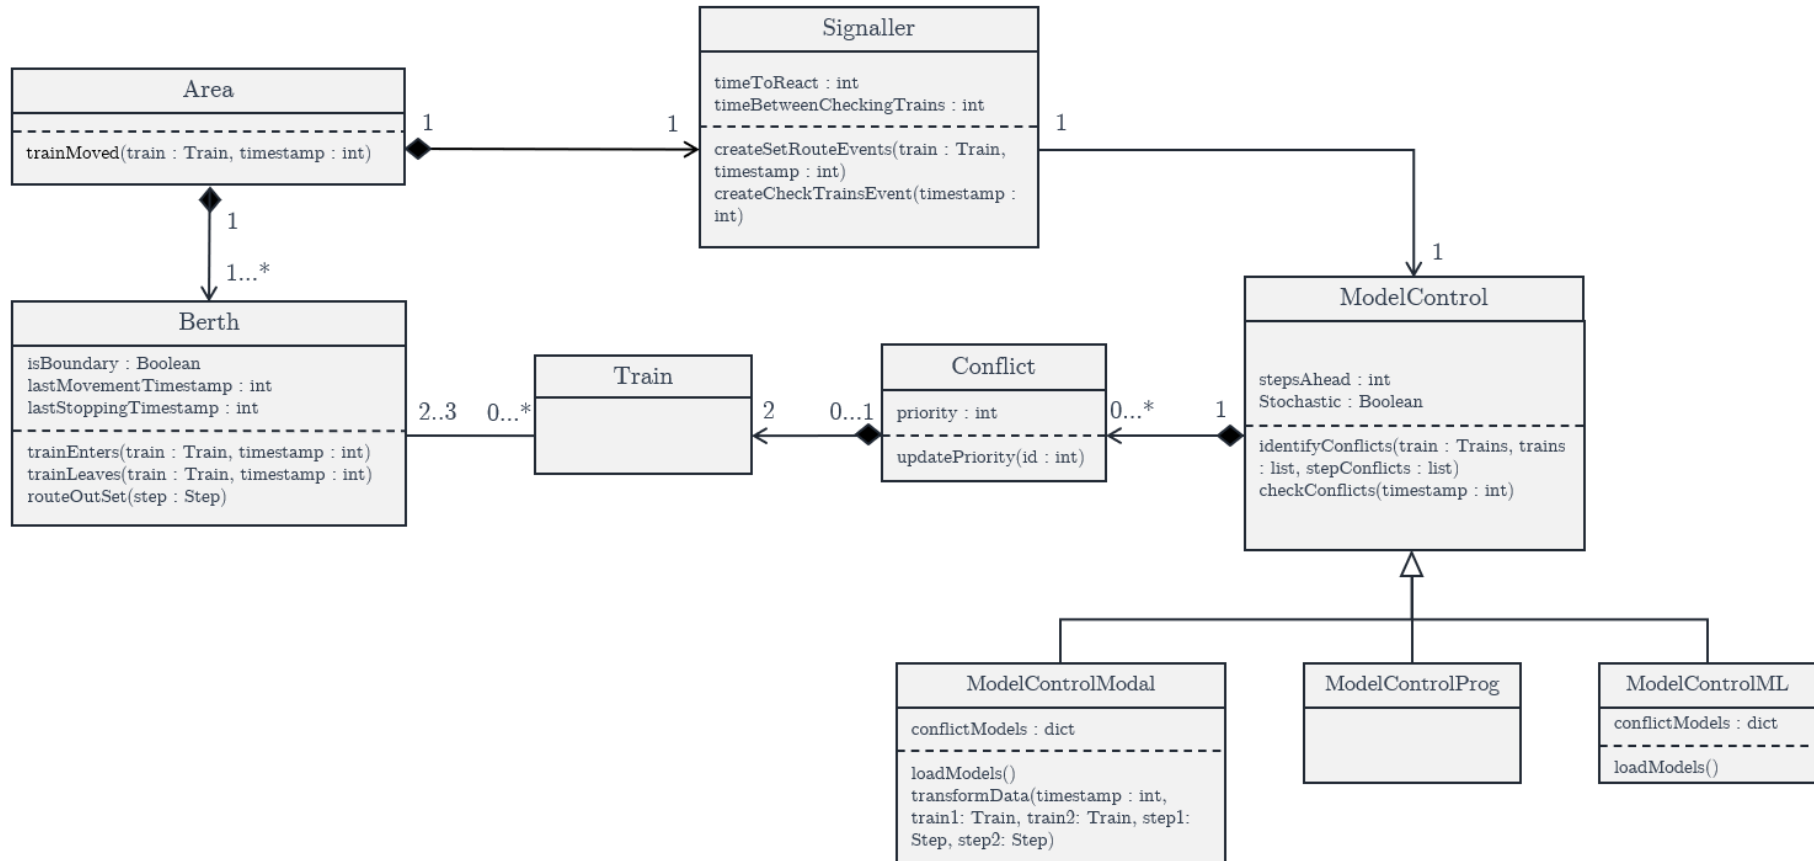 Signaller
timeToReact : int
timeBetweenCheckingTrains : int
createSetRouteEvents(train : Train,
timestamp : int)
createCheckTrainsEvent(timestamp :
int)
Area
trainMoved(train : Train, timestamp : int)
1
1
1
1
1
1...*
Berth
isBoundary : Boolean
lastMovementTimestamp : int
lastStoppingTimestamp : int
trainEnters(train : Train, timestamp : int)
trainLeaves(train : Train, timestamp : int)
routeOutSet(step : Step)
2..3
0...*
Train
2
0...1
Conflict
priority : int
updatePriority(id : int)
0...*
1
ModelControl
stepsAhead : int
Stochastic : Boolean
identifyConflicts(train : Trains, trains
: list, stepConflicts : list)
checkConflicts(timestamp : int)
ModelControlModal
conflictModels : dict
loadModels()
transformData(timestamp : int,
train1: Train, train2: Train, step1:
Step, step2: Step)
ModelControlProg
ModelControlML
conflictModels : dict
loadModels()